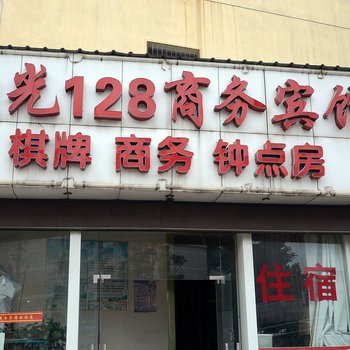 光128商务宾馆
棋牌 商务 钟点房
住宿